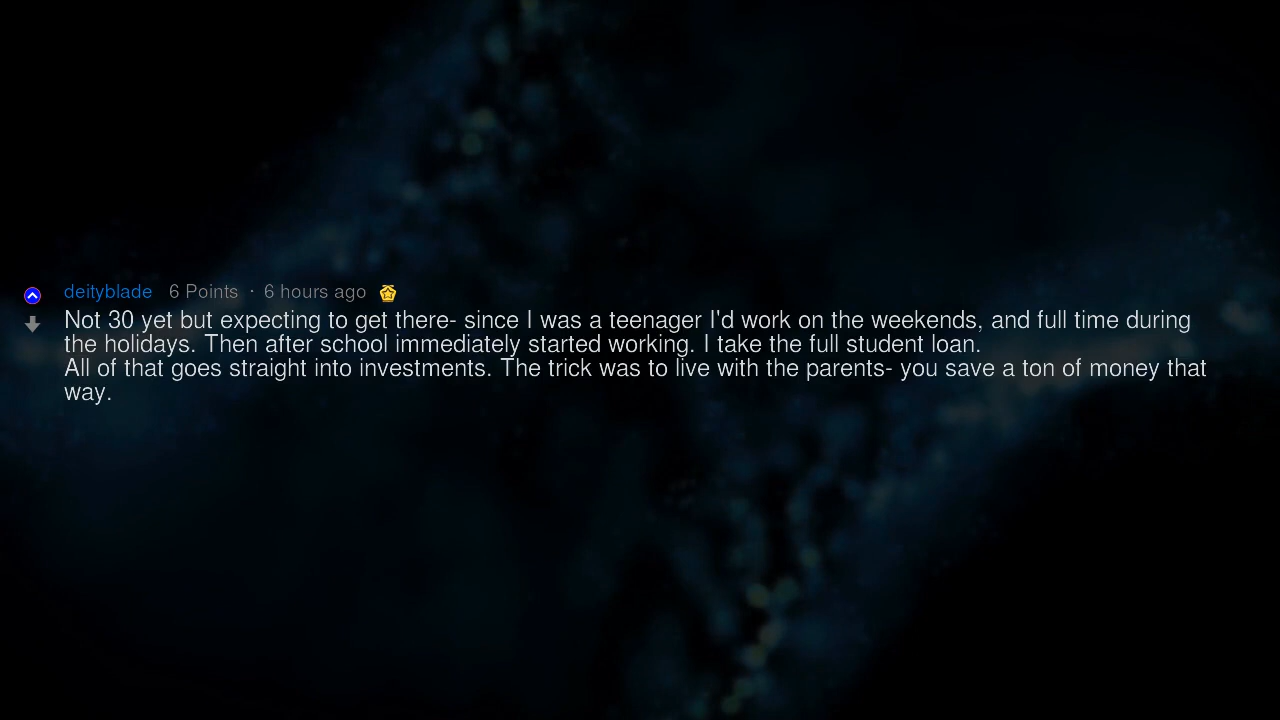 deityblade 6 Points · 6 hours ago
Not 30 yet but expecting to get there- since I was a teenager I'd work on the weekends, and full time during
the holidays. Then after school immediately started working. I take the full student loan.
All of that goes straight into investments. The trick was to live with the parents- you save a ton of money that
way.